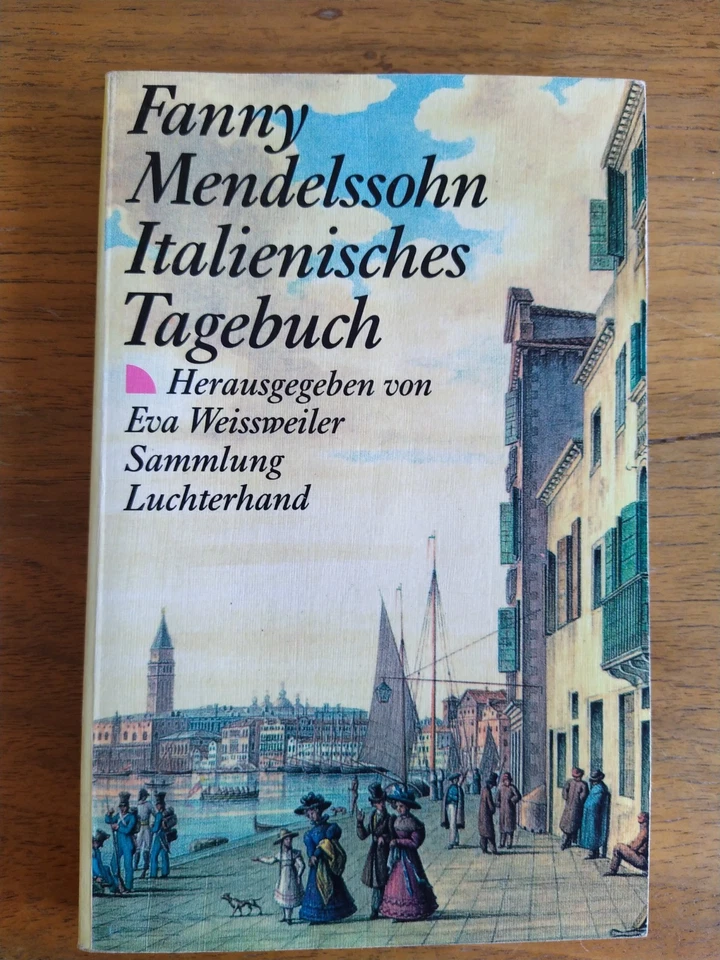 Fanny
Mendelssohn
Italienisches
Tagebuch
Herausgegeben von
Eva Weissweiler
Sammlung
Luchterhand